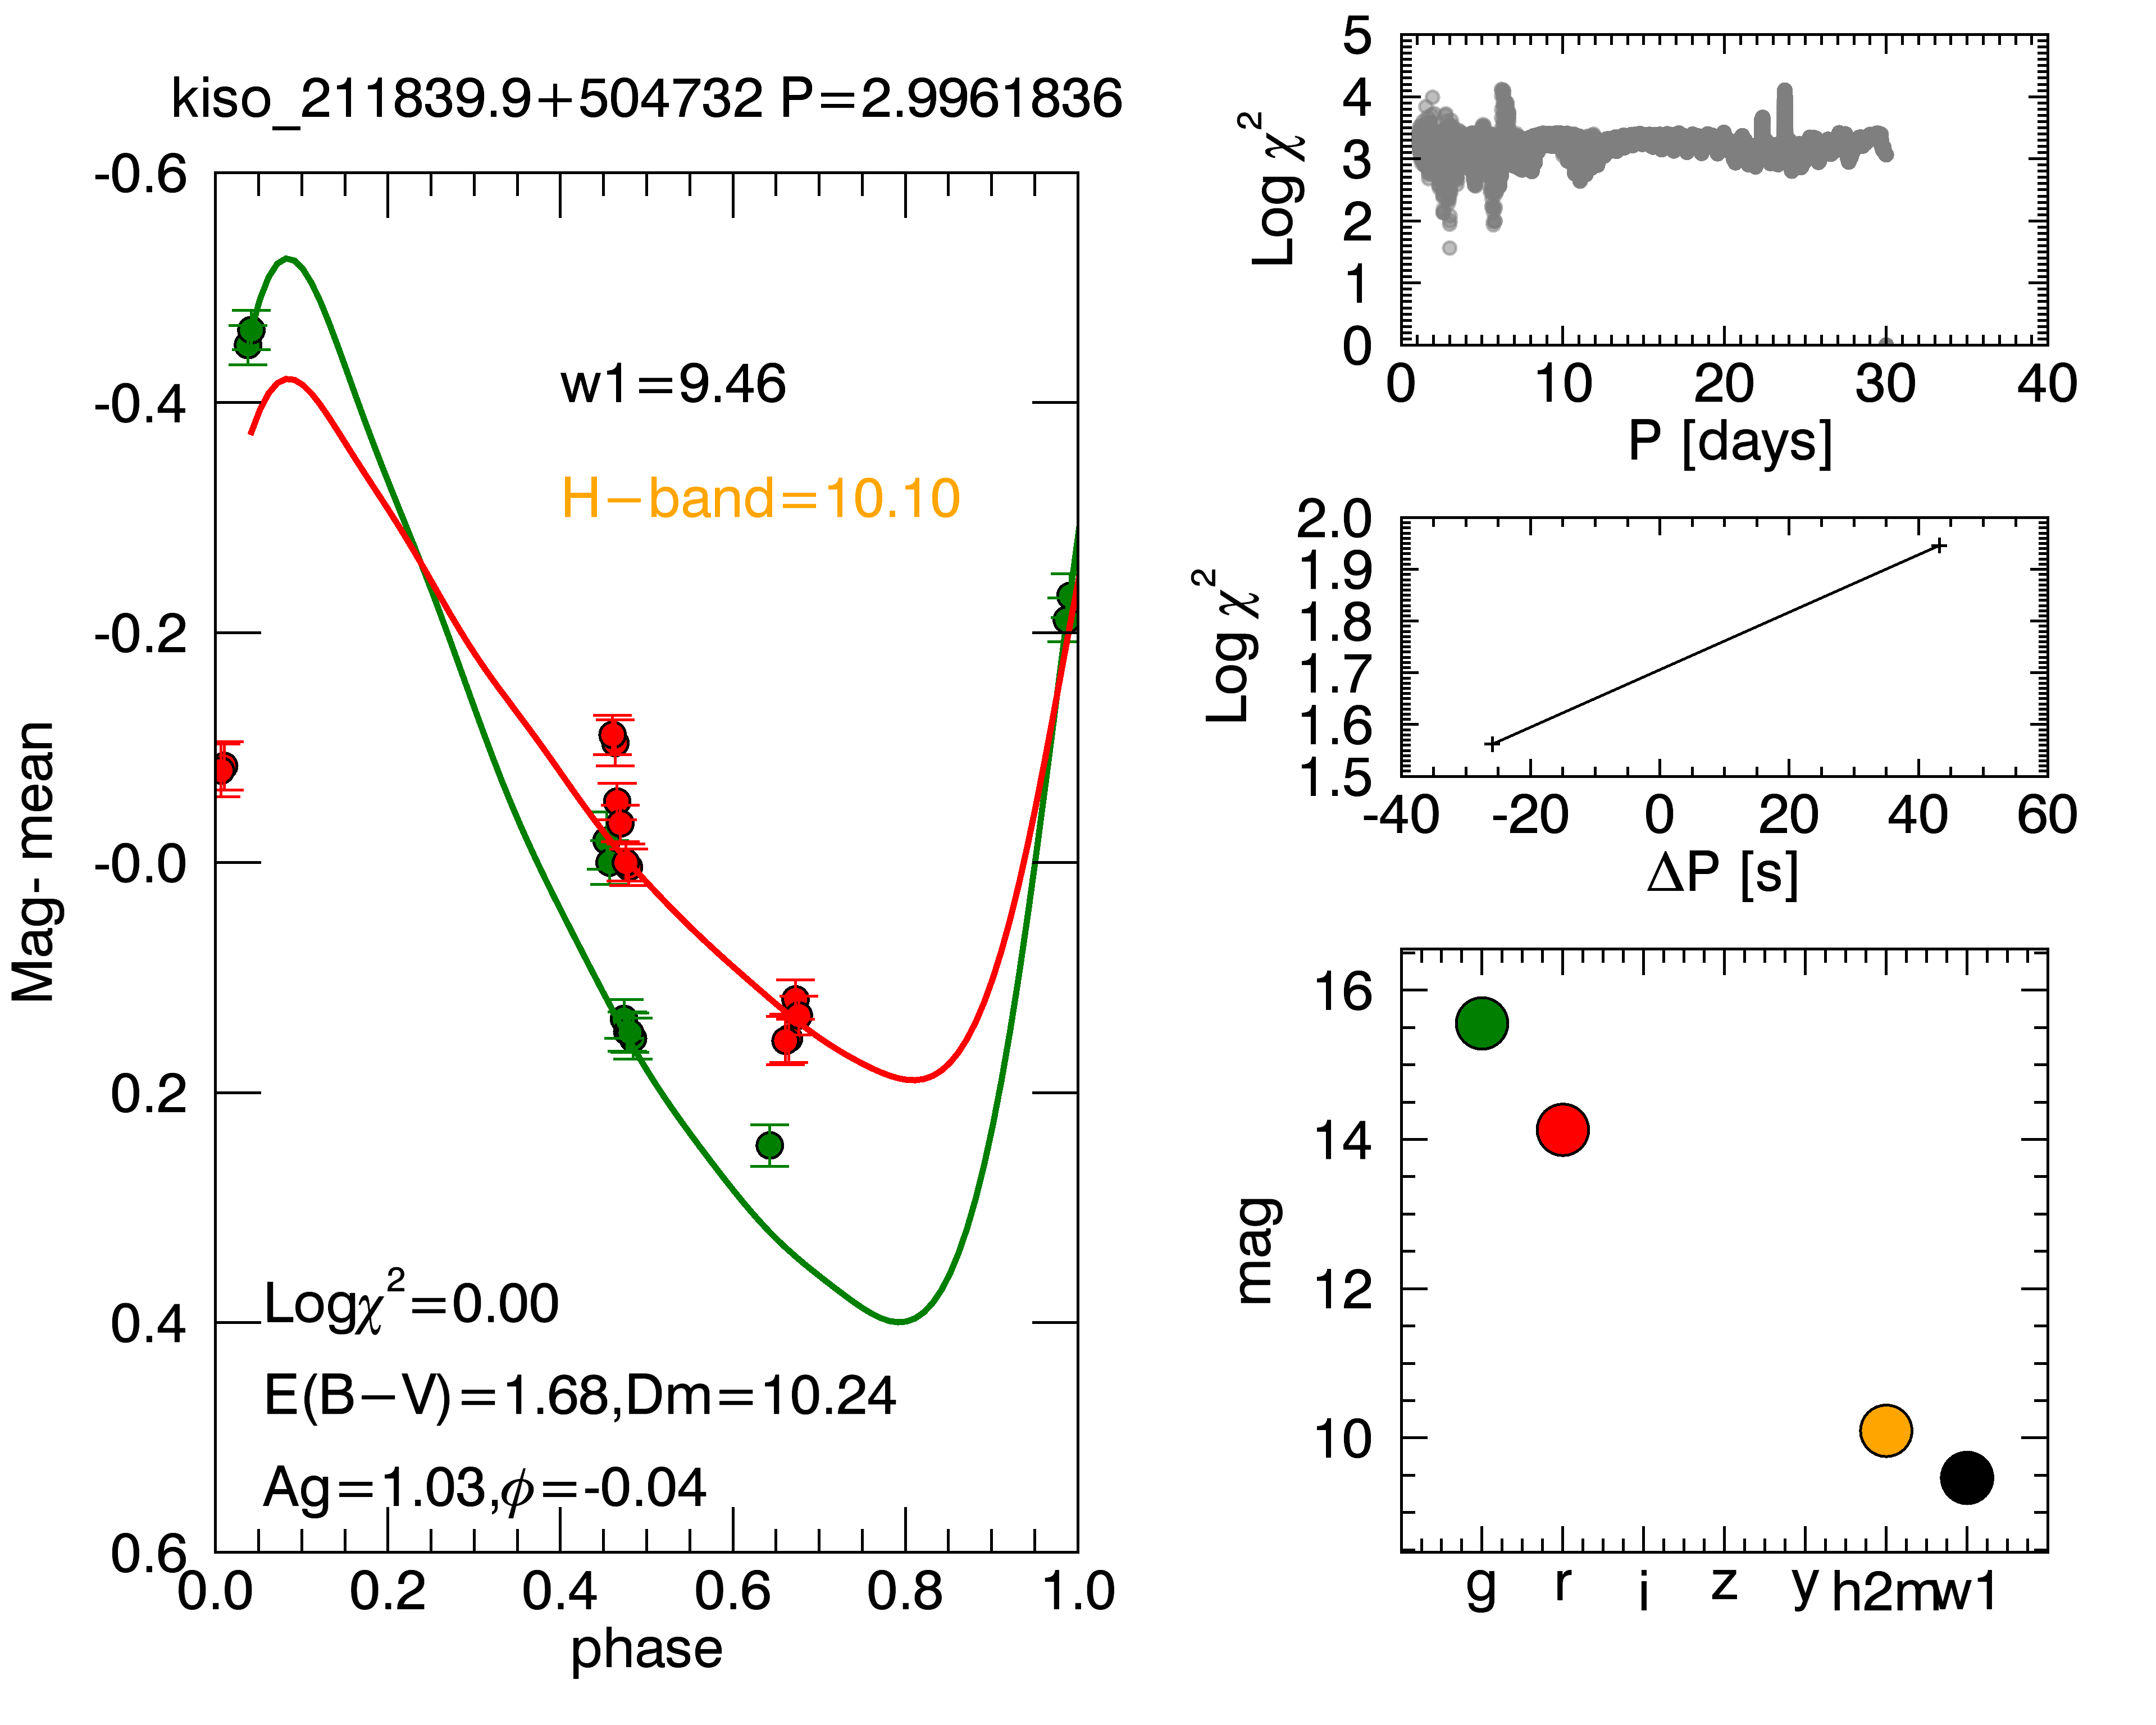 kiso_211839.9+504732 P=2.9961836
-0.6
-0.4
-0.2
-0.0
0.2
0.4
0.6
Mag- mean
w1=9.46
H−band=10.10
Logχ²=0.00
E(B−V)=1.68,Dm=10.24
Ag=1.03,ϕ=-0.04
0.0 0.2 0.4 0.6 0.8 1.0
phase
5
4
3
2
1
0
Log χ²
0 10 20 30 40
P [days]
2.0
1.9
1.8
1.7
1.6
1.5
Log χ²
-40 -20 0 20 40 60
ΔP [s]
16
14
12
10
mag
g r i z y h2m w1